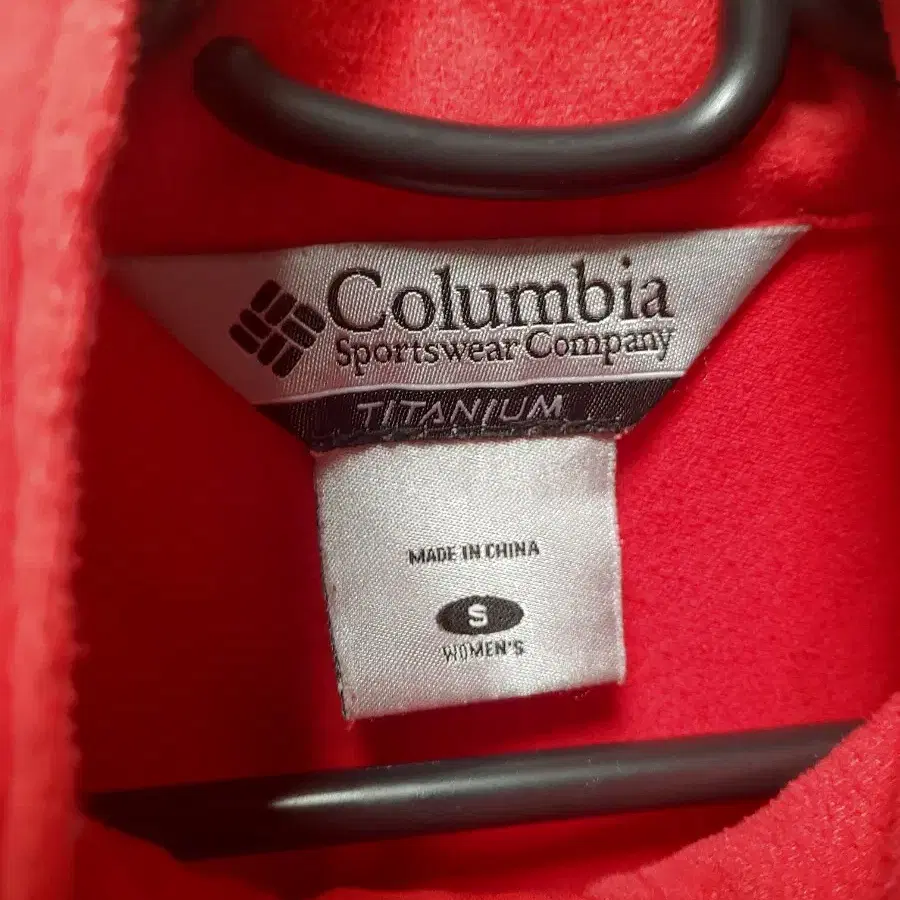 Columbia
Sportswear Company
TITANIUM
MADE IN CHINA
S
WOMEN'S